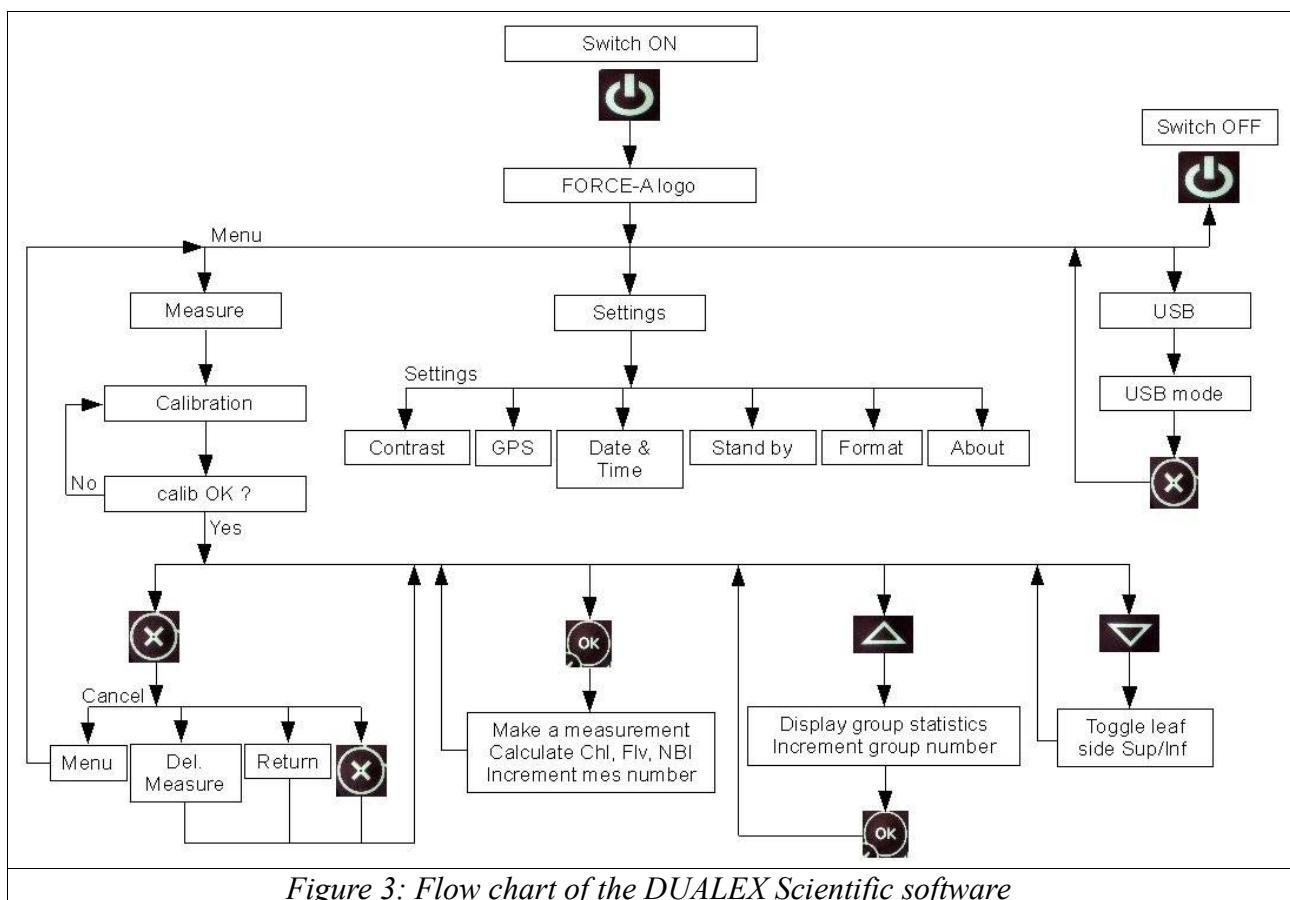 Switch ON
Switch OFF
FORCE-A logo
Menu
Measure
Settings
USB
Calibration
Settings
USB mode
Contrast
GPS
Date &
Time
Stand by
Format
About
No
calib OK ?
Yes
OK
Cancel
Make a measurement
Calculate Chl, Flv, NBI
Increment mes number
Display group statistics
Increment group number
Toggle leaf
side Sup/Inf
Menu
Del.
Measure
Return
OK
Figure 3: Flow chart of the DUALEX Scientific software